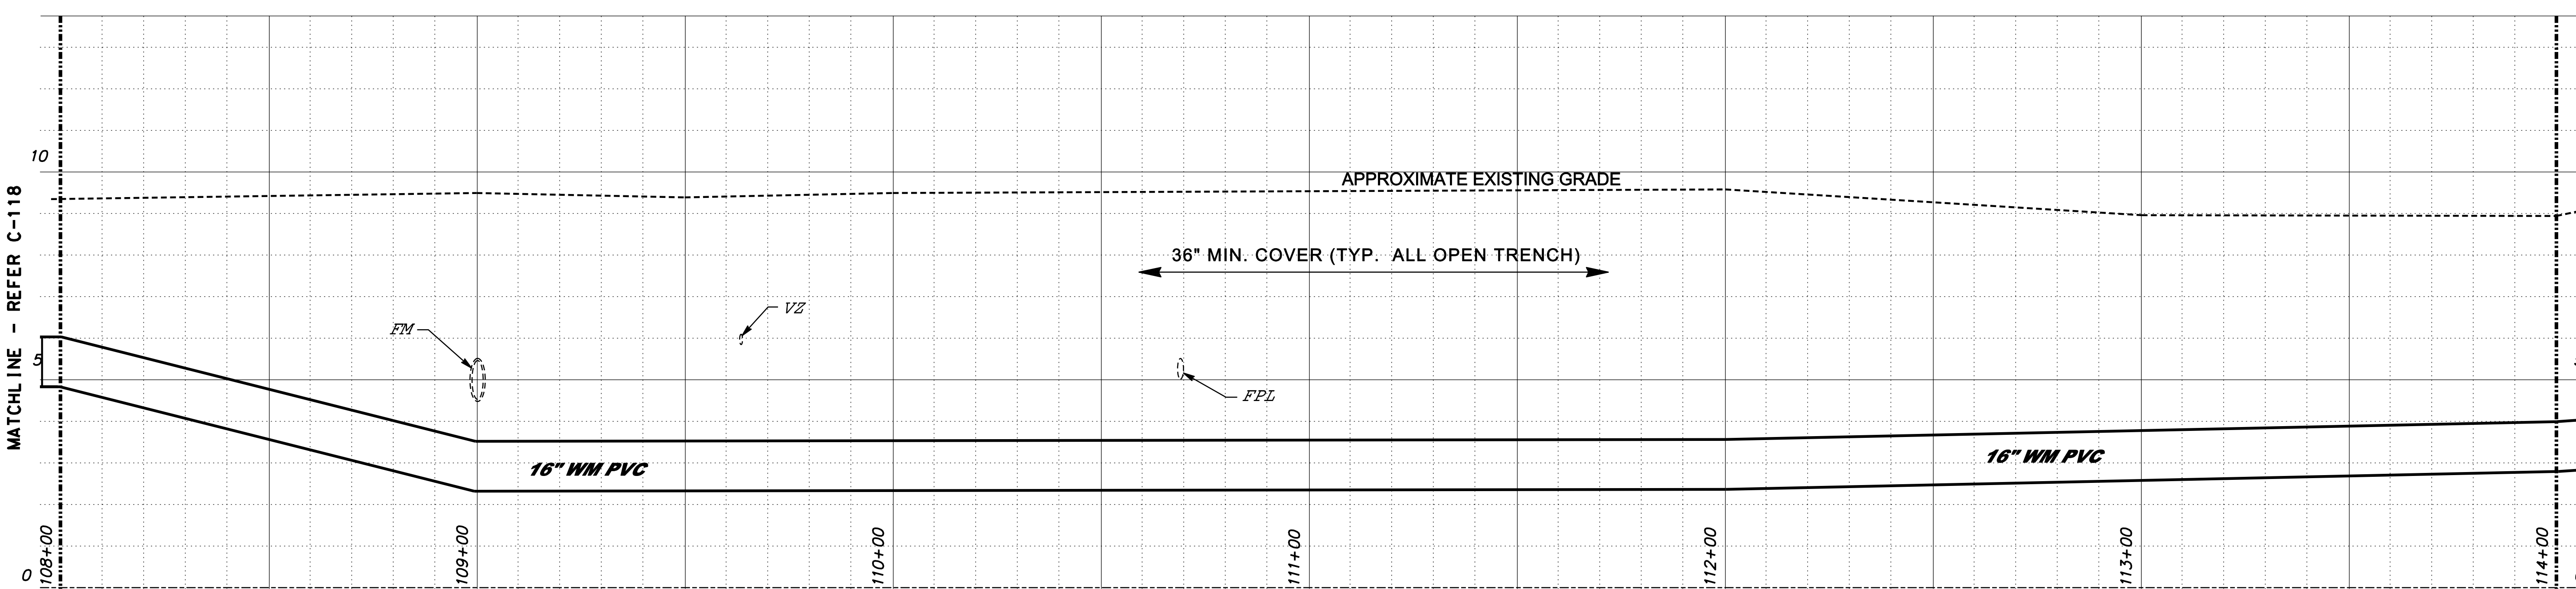 MATCHLINE - REFER C-118
10
5
0
APPROXIMATE EXISTING GRADE
36" MIN. COVER (TYP. ALL OPEN TRENCH)
VZ
FM
FPL
16" WM PVC
16" WM PVC
108+00
109+00
110+00
111+00
112+00
113+00
114+00